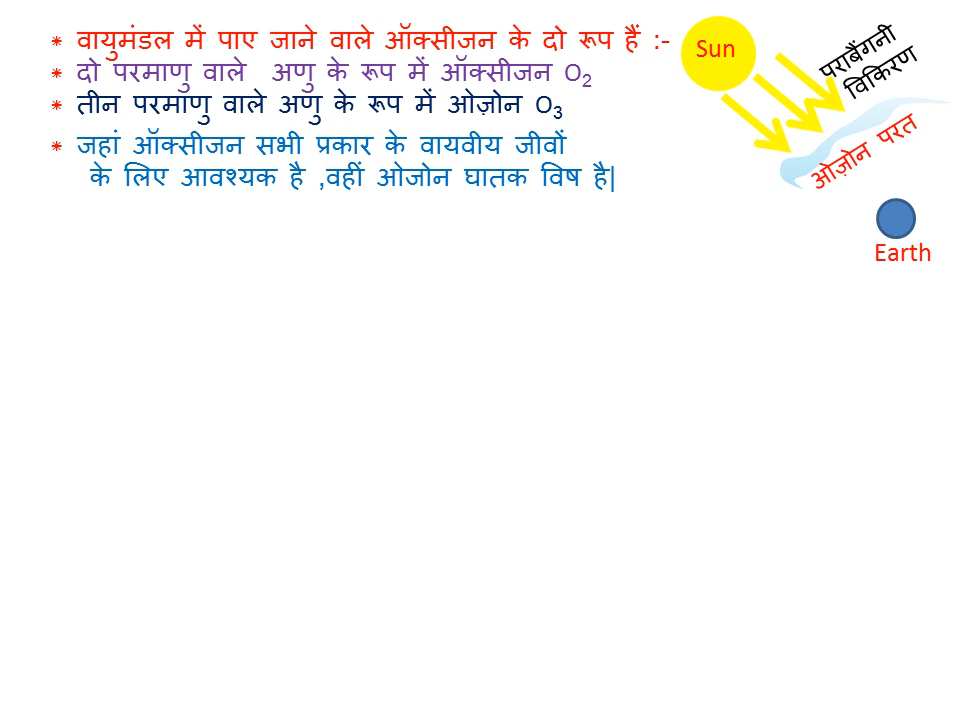 * वायुमंडल में पाए जाने वाले ऑक्सीजन के दो रूप हैं :-
* दो परमाणु वाले अणु के रूप में ऑक्सीजन O₂
* तीन परमाणु वाले अणु के रूप में ओज़ोन O₃
* जहां ऑक्सीजन सभी प्रकार के वायवीय जीवों
के लिए आवश्यक है ,वहीं ओजोन घातक विष है|
Sun
पराबैंगनी
विकिरण
ओज़ोन परत
Earth